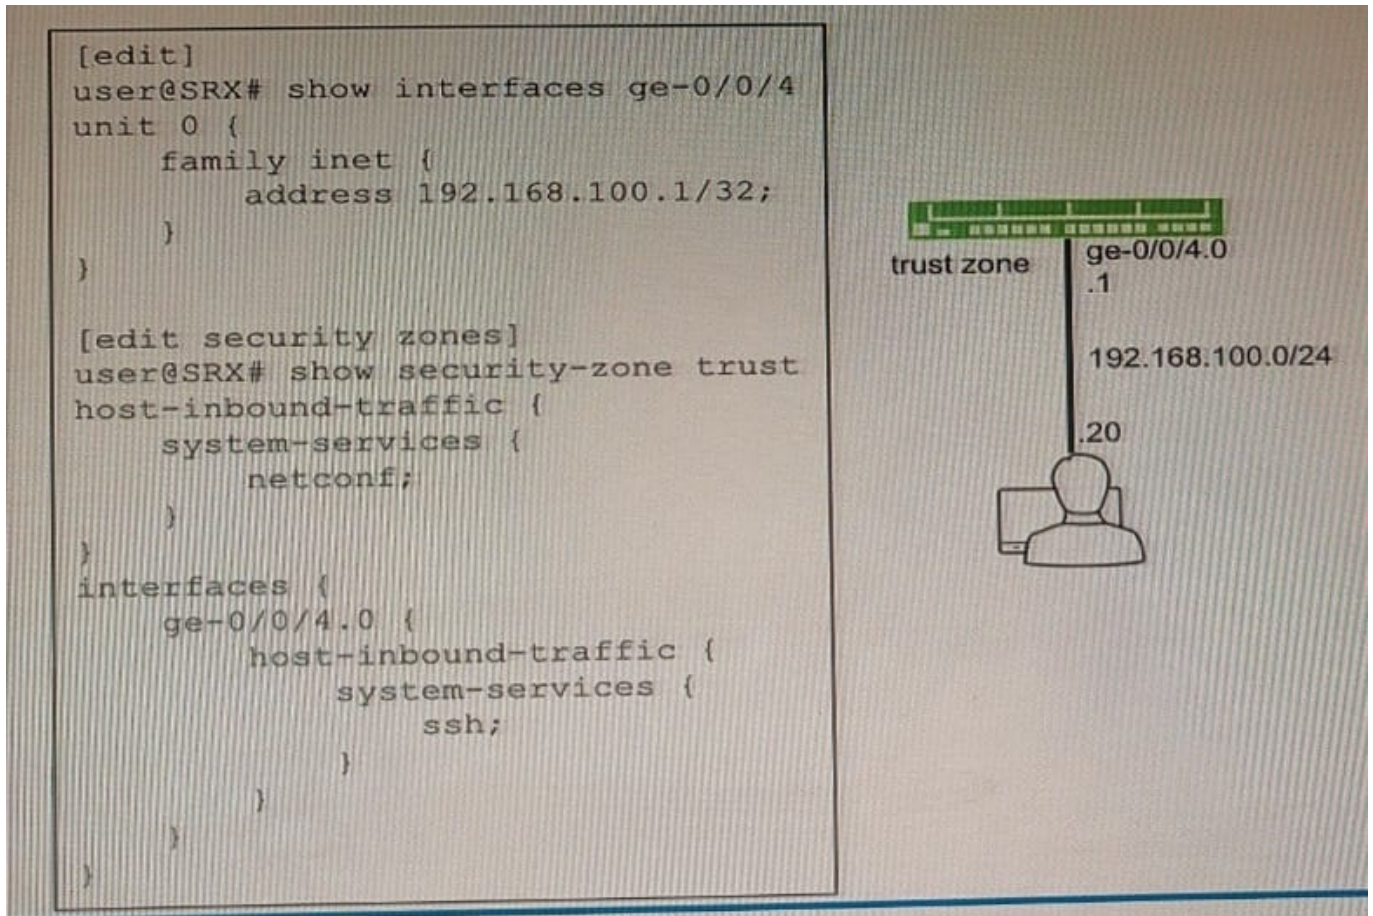 [edit]
user@SRX# show interfaces ge-0/0/4
unit 0 {
family inet {
address 192.168.100.1/32;
}
}
[edit security zones]
user@SRX# show security-zone trust
host-inbound-traffic {
system-services {
netconf;
}
}
interfaces {
ge-0/0/4.0 {
host-inbound-traffic {
system-services {
ssh;
}
}
}
}
trust zone
ge-0/0/4.0
.1
192.168.100.0/24
.20